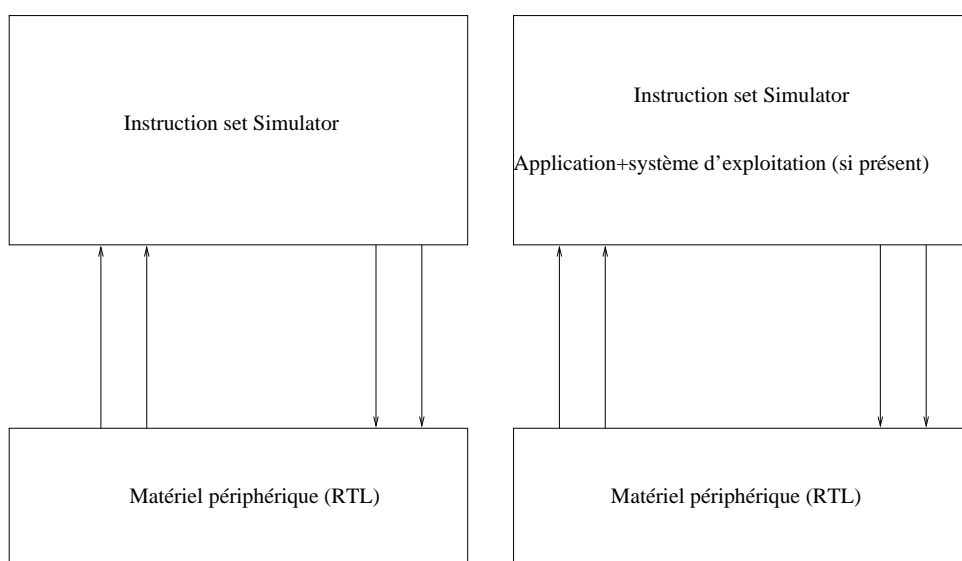 Instruction set Simulator
Matériel périphérique (RTL)
Instruction set Simulator
Application+système d'exploitation (si présent)
Matériel périphérique (RTL)